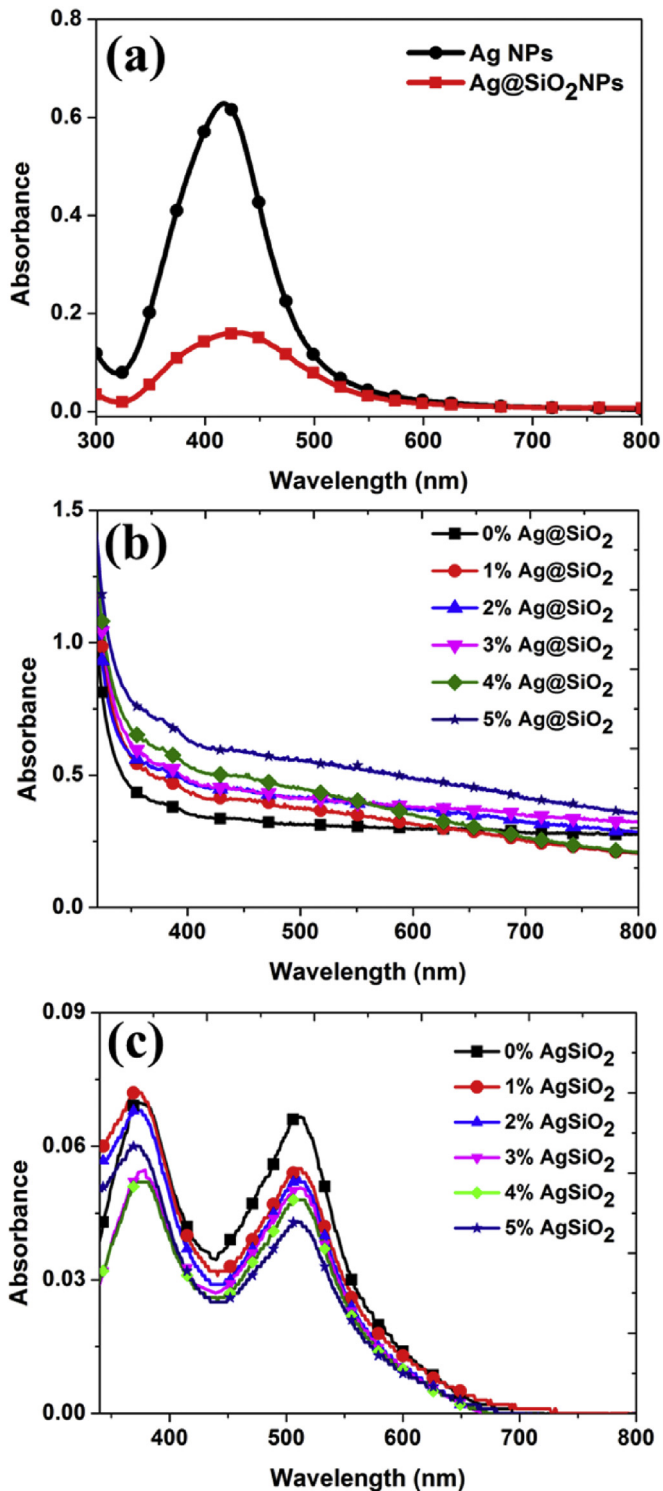 (a)
Ag NPs
Ag@SiO2NPs
0.8
0.6
0.4
0.2
0.0
Absorbance
300 400 500 600 700 800
Wavelength (nm)
(b)
0% Ag@SiO2
1% Ag@SiO2
2% Ag@SiO2
3% Ag@SiO2
4% Ag@SiO2
5% Ag@SiO2
1.5
1.0
0.5
0.0
Absorbance
400 500 600 700 800
Wavelength (nm)
(c)
0% AgSiO2
1% AgSiO2
2% AgSiO2
3% AgSiO2
4% AgSiO2
5% AgSiO2
0.09
0.06
0.03
0.00
Absorbance
400 500 600 700 800
Wavelength (nm)